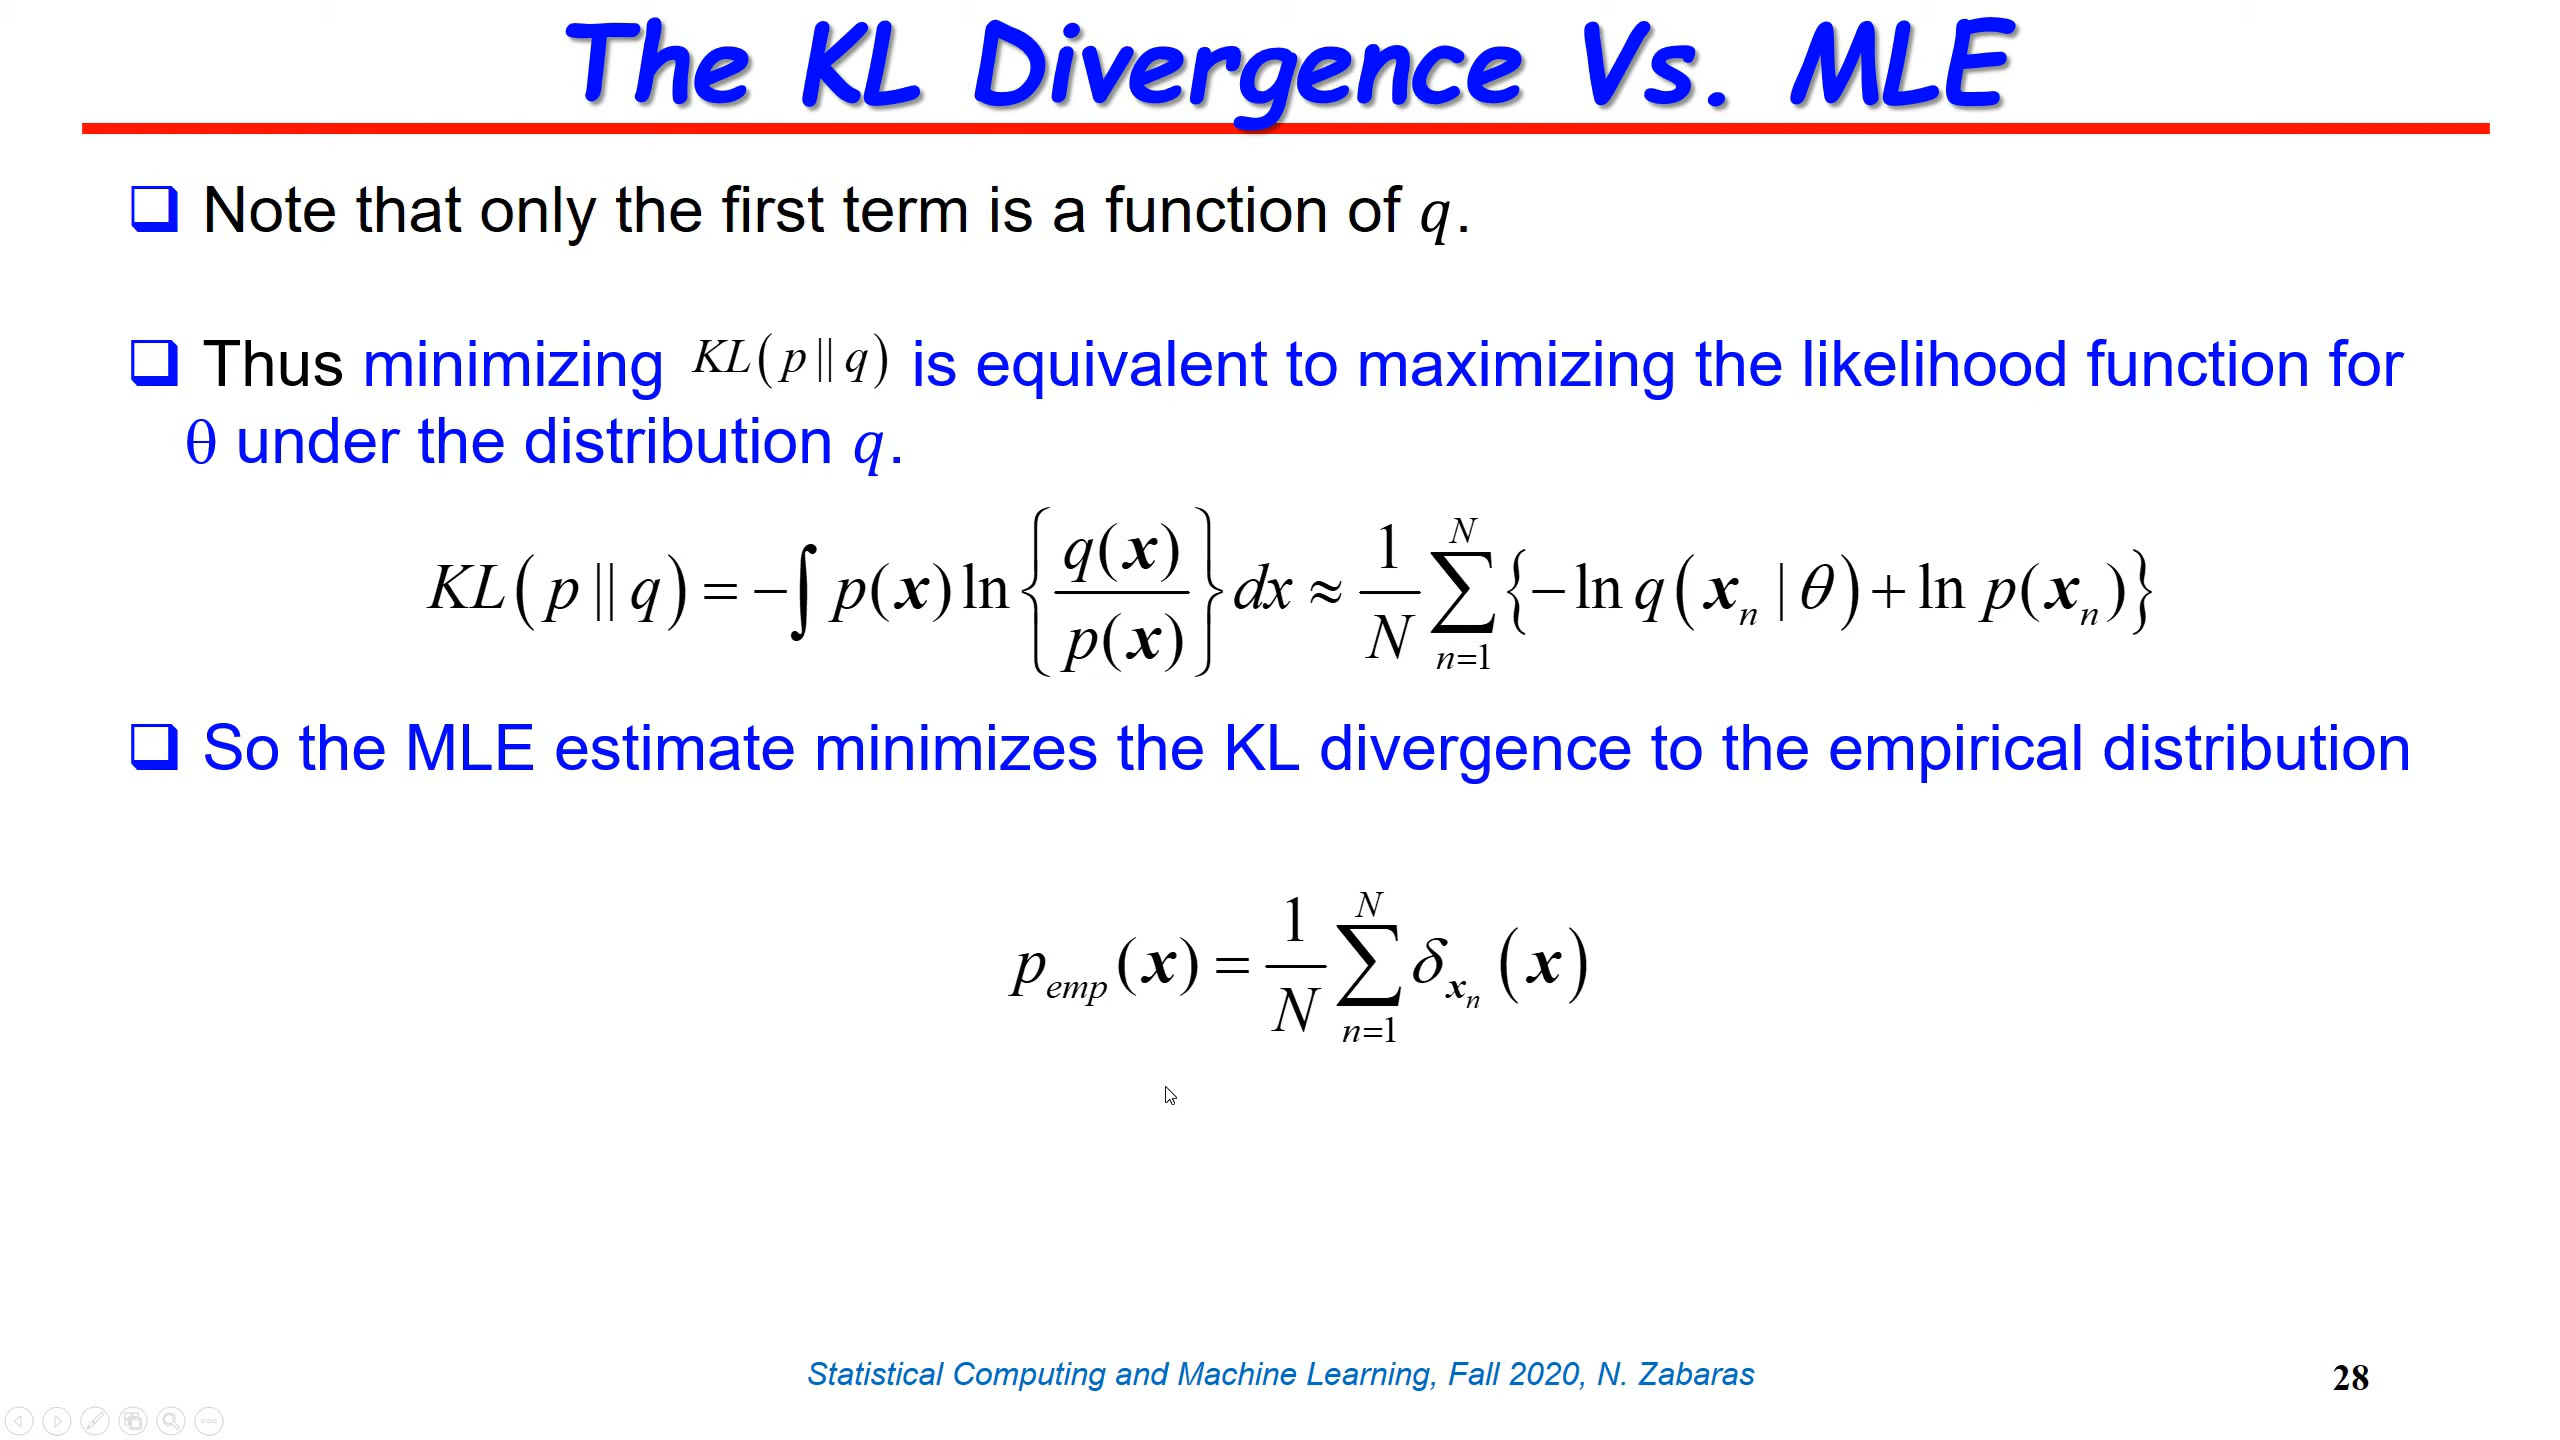 The KL Divergence Vs. MLE
❑ Note that only the first term is a function of q.
❑ Thus minimizing KL(p || q) is equivalent to maximizing the likelihood function for
θ under the distribution q.
KL(p || q) = −∫ p(x) ln{q(x)/p(x)} dx ≈ 1/N ∑_{n=1}^{N} {−ln q(x_n | θ) + ln p(x_n)}
❑ So the MLE estimate minimizes the KL divergence to the empirical distribution
p_emp(x) = 1/N ∑_{n=1}^{N} δ_{x_n}(x)
Statistical Computing and Machine Learning, Fall 2020, N. Zabaras
28